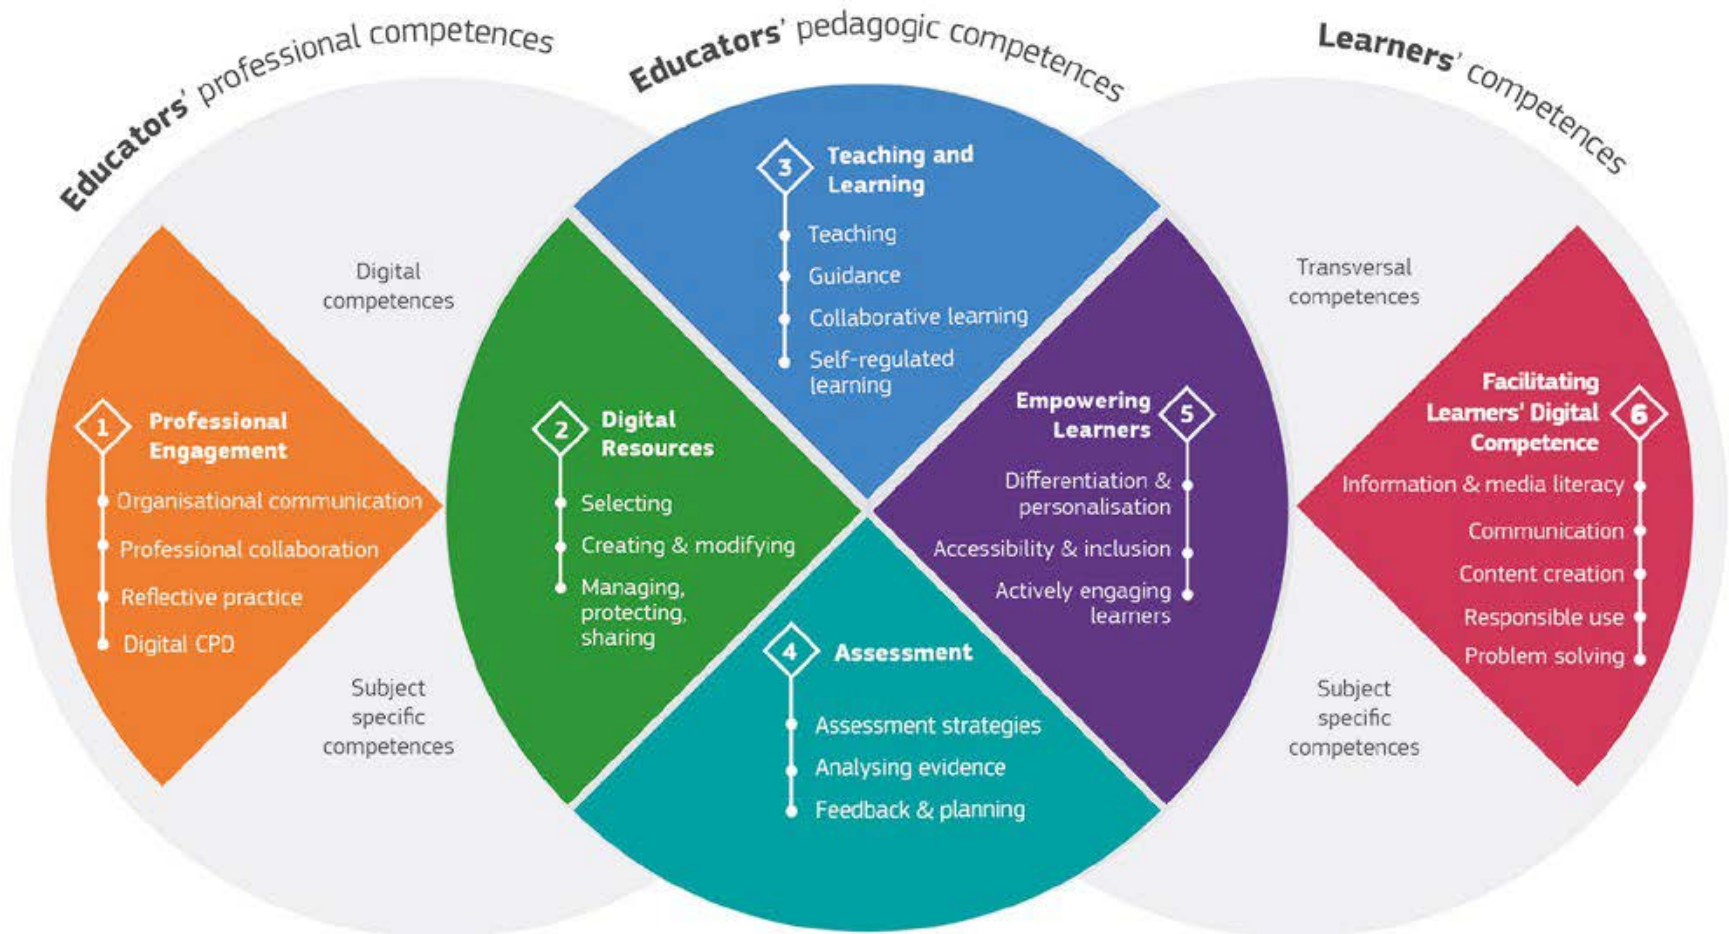 Educators' professional competences
Educators' pedagogic competences
Learners' competences
Digital
competences
Subject
specific
competences
1
Professional
Engagement
Organisational communication
Professional collaboration
Reflective practice
Digital CPD
2
Digital
Resources
Selecting
Creating & modifying
Managing,
protecting,
sharing
3
Teaching and
Learning
Teaching
Guidance
Collaborative learning
Self-regulated
learning
4
Assessment
Assessment strategies
Analysing evidence
Feedback & planning
Empowering
Learners
5
Differentiation &
personalisation
Accessibility & inclusion
Actively engaging
learners
Transversal
competences
Subject
specific
competences
Facilitating
Learners' Digital
Competence
6
Information & media literacy
Communication
Content creation
Responsible use
Problem solving